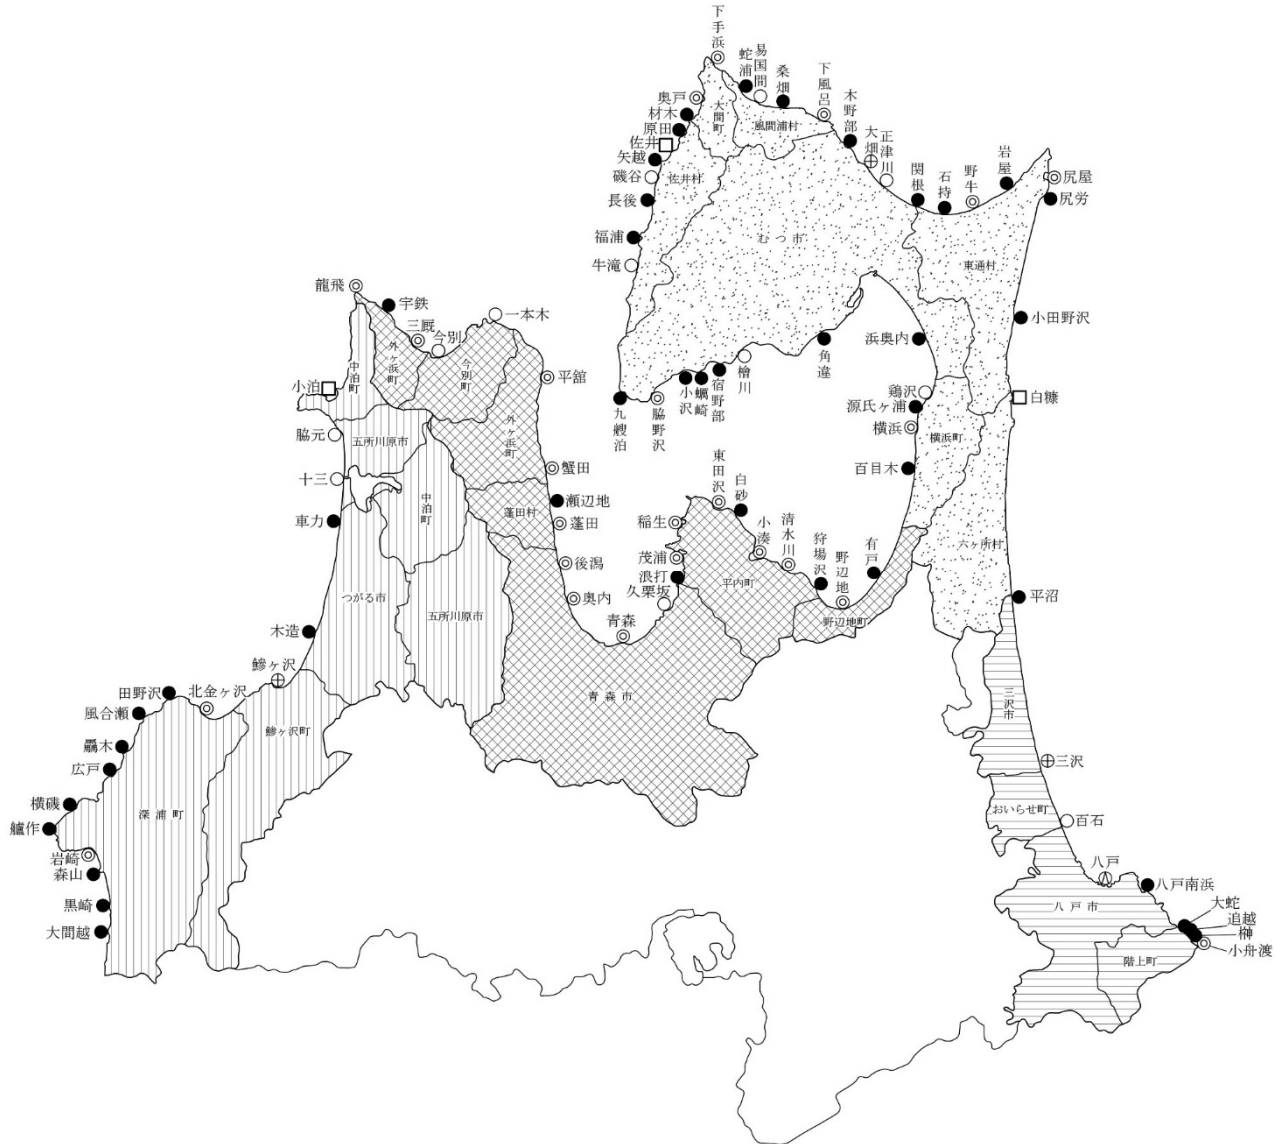 下手浜
蛇浦
易国間
桑畑
下風呂
木野部
大畑
正津川
関根
石持
野牛
岩屋
尻屋
尻労
奥戸
材木
原田
佐井
矢越
磯谷
長後
福浦
牛滝
大間町
風間浦村
佐井村
むつ市
東通村
小田野沢
白糠
龍飛
宇鉄
三厩
今別
一本木
平舘
小泊
脇元
十三
車力
中泊町
外ヶ浜町
今別町
五所川原市
外ヶ浜町
中泊町
蓬田村
蟹田
瀬辺地
蓬田
後潟
奥内
青森
久栗坂
浪打
茂浦
稲生
東田沢
白砂
小湊
清水川
狩場沢
野辺地
有戸
九艘泊
脇野沢
小沢
蠣崎
宿野部
檜川
角違
浜奥内
鶏沢
源氏ヶ浦
横浜
百目木
横浜町
六ヶ所村
平沼
平内町
野辺地町
青森市
つがる市
五所川原市
木造
鰺ヶ沢
北金ヶ沢
田野沢
風合瀬
驫木
広戸
横磯
艫作
岩崎
森山
黒崎
大間越
深浦町
鰺ヶ沢町
三沢市
三沢
おいらせ町
百石
八戸
八戸南浜
八戸市
大蛇
追越
榊
小舟渡
階上町